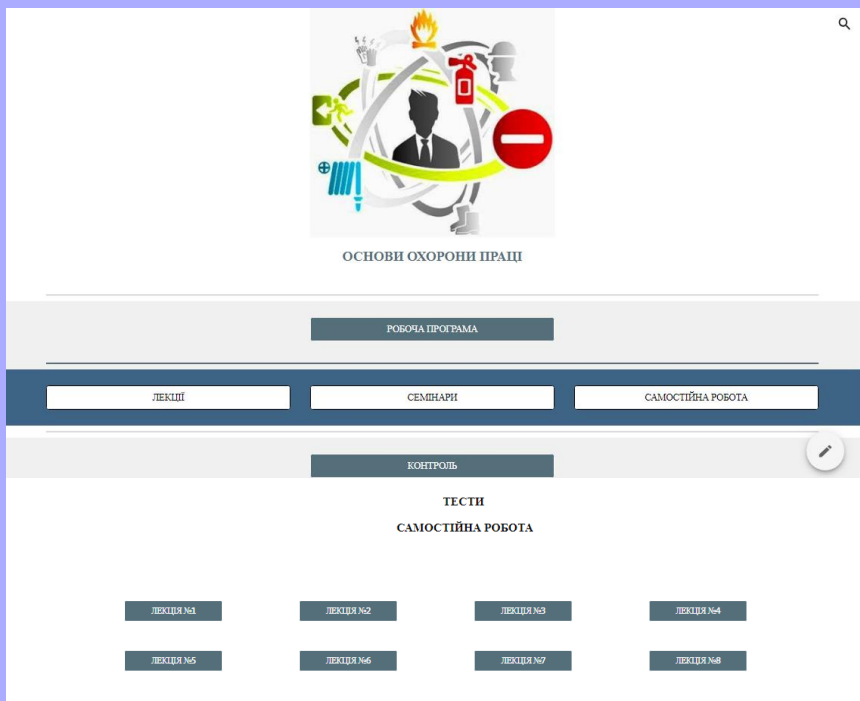 ОСНОВИ ОХОРОНИ ПРАЦІ
РОБОЧА ПРОГРАМА
ЛЕКЦІЇ СЕМІНАРИ САМОСТІЙНА РОБОТА
КОНТРОЛЬ
ТЕСТИ
САМОСТІЙНА РОБОТА
ЛЕКЦІЯ №1 ЛЕКЦІЯ №2 ЛЕКЦІЯ №3 ЛЕКЦІЯ №4
ЛЕКЦІЯ №5 ЛЕКЦІЯ №6 ЛЕКЦІЯ №7 ЛЕКЦІЯ №8